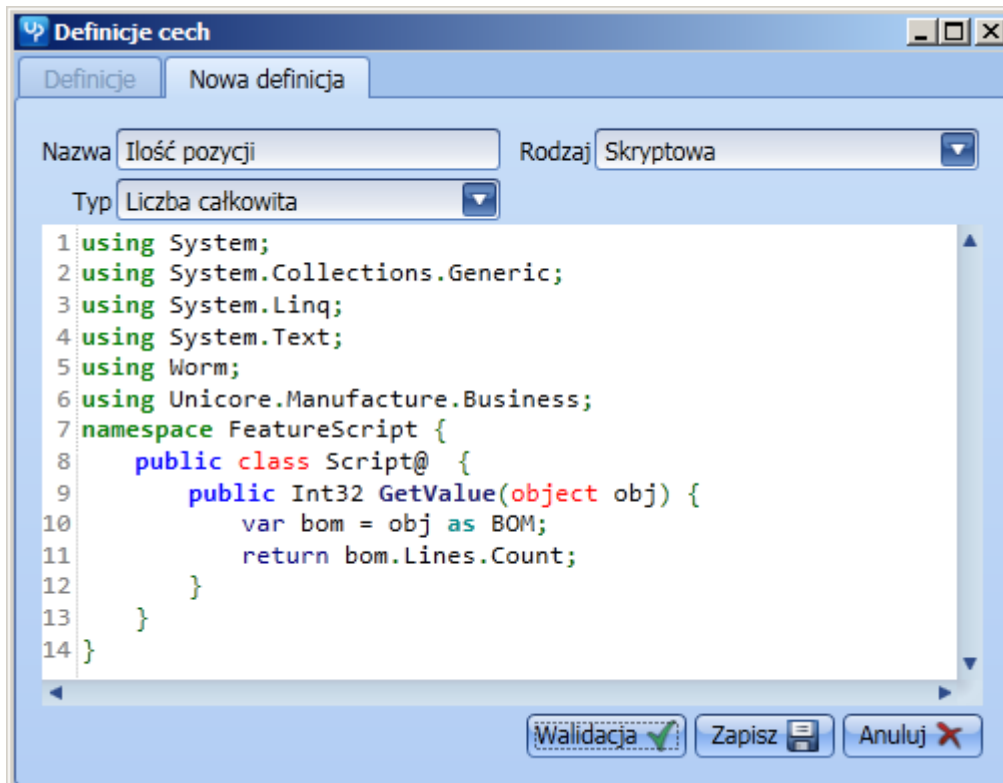 UP Definicje cech
Definicje Nowa definicja
Nazwa Ilość pozycji Rodzaj Skryptowa
Typ Liczba całkowita
1 using System;
2 using System.Collections.Generic;
3 using System.Linq;
4 using System.Text;
5 using Worm;
6 using Unicore.Manufacture.Business;
7 namespace FeatureScript {
8     public class Script@  {
9         public Int32 GetValue(object obj) {
10             var bom = obj as BOM;
11             return bom.Lines.Count;
12         }
13     }
14 }
Walidacja Zapisz Anuluj